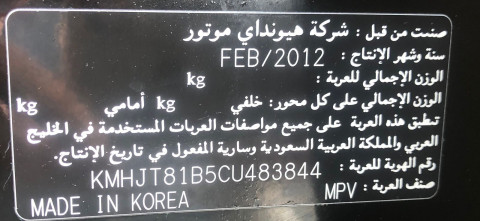 صنعت من قبل : شركة هيونداي موتور
سنة وشهر الإنتاج : FEB/2012
الوزن الإجمالي للعربة : kg
الوزن الإجمالي على كل محور: خلفي kg أمامي kg
تطبق هذه العربة على جميع مواصفات العربات المستخدمة في الخليج
العربي والمملكة العربية السعودية وسارية المفعول في تاريخ الإنتاج.
رقم الهوية للعربة : KMHJT81B5CU483844
صنف العربة : MPV
MADE IN KOREA